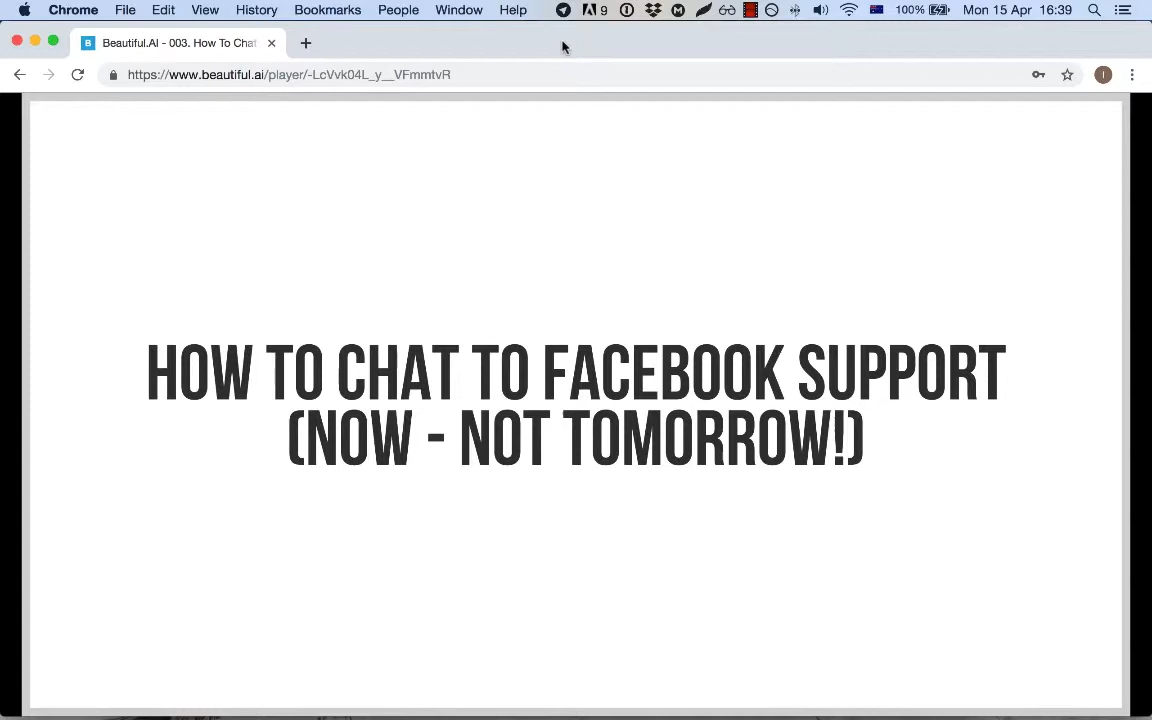 Chrome File Edit View History Bookmarks People Window Help 9 100% Mon 15 Apr 16:39
B Beautiful.AI - 003. How To Chat
https://www.beautiful.ai/player/-LcVvk04L_y__VFmmtvR I
HOW TO CHAT TO FACEBOOK SUPPORT
(NOW - NOT TOMORROW!)